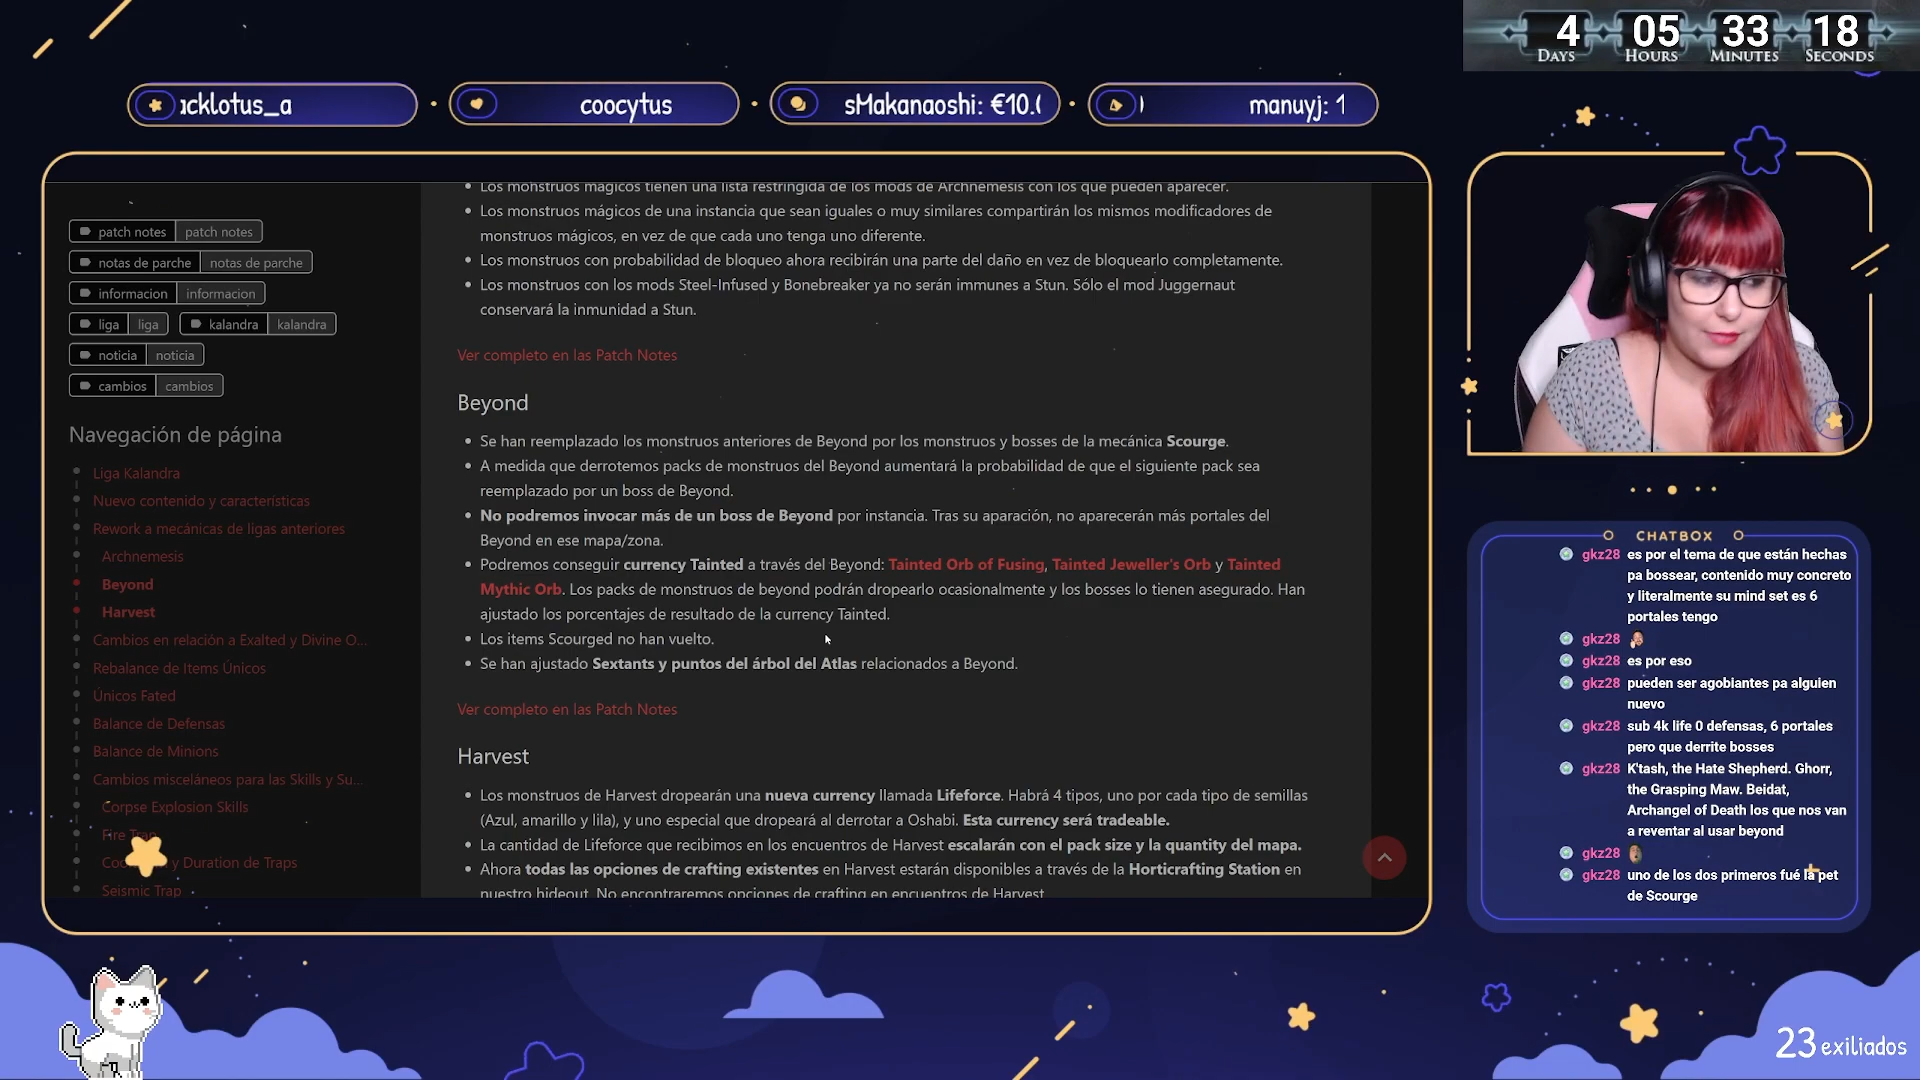 4 05 33 18
DAYS HOURS MINUTES SECONDS
acklotus_a
coocytus
sMakanaoshi: €10.
manuyj: 1
patch notes patch notes
notas de parche notas de parche
informacion informacion
liga liga kalandra kalandra
noticia noticia
cambios cambios
Navegación de página
Liga Kalandra
Nuevo contenido y características
Rework a mecánicas de ligas anteriores
Archnemesis
Beyond
Harvest
Cambios en relación a Exalted y Divine O...
Rebalance de Items Únicos
Únicos Fated
Balance de Defensas
Balance de Minions
Cambios misceláneos para las Skills y Su...
Corpse Explosion Skills
Fire Trap
y Duration de Traps
Seismic Trap
Los monstruos mágicos tienen una lista restringida de los mods de Archnemesis con los que pueden aparecer.
Los monstruos mágicos de una instancia que sean iguales o muy similares compartirán los mismos modificadores de
monstruos mágicos, en vez de que cada uno tenga uno diferente.
Los monstruos con probabilidad de bloqueo ahora recibirán una parte del daño en vez de bloquearlo completamente.
Los monstruos con los mods Steel-Infused y Bonebreaker ya no serán immunes a Stun. Sólo el mod Juggernaut
conservará la inmunidad a Stun.
Ver completo en las Patch Notes
Beyond
Se han reemplazado los monstruos anteriores de Beyond por los monstruos y bosses de la mecánica Scourge.
A medida que derrotemos packs de monstruos del Beyond aumentará la probabilidad de que el siguiente pack sea
reemplazado por un boss de Beyond.
No podremos invocar más de un boss de Beyond por instancia. Tras su aparación, no aparecerán más portales del
Beyond en ese mapa/zona.
Podremos conseguir currency Tainted a través del Beyond: Tainted Orb of Fusing, Tainted Jeweller's Orb y Tainted
Mythic Orb. Los packs de monstruos de beyond podrán dropearlo ocasionalmente y los bosses lo tienen asegurado. Han
ajustado los porcentajes de resultado de la currency Tainted.
Los items Scourged no han vuelto.
Se han ajustado Sextants y puntos del árbol del Atlas relacionados a Beyond.
Ver completo en las Patch Notes
Harvest
Los monstruos de Harvest dropearán una nueva currency llamada Lifeforce. Habrá 4 tipos, uno por cada tipo de semillas
(Azul, amarillo y lila), y uno especial que dropeará al derrotar a Oshabi. Esta currency será tradeable.
La cantidad de Lifeforce que recibimos en los encuentros de Harvest escalarán con el pack size y la quantity del mapa.
Ahora todas las opciones de crafting existentes en Harvest estarán disponibles a través de la Horticrafting Station en
nuestro hideout. No encontraremos opciones de crafting en encuentros de Harvest
CHATBOX
gkz28 es por el tema de que están hechas
pa bossear, contenido muy concreto
y literalmente su mind set es 6
portales tengo
gkz28
gkz28 es por eso
gkz28 pueden ser agobiantes pa alguien
nuevo
gkz28 sub 4k life 0 defensas, 6 portales
pero que derrite bosses
gkz28 K'tash, the Hate Shepherd. Ghorr,
the Grasping Maw. Beidat,
Archangel of Death los que nos van
a reventar al usar beyond
gkz28
gkz28 uno de los dos primeros fué la pet
de Scourge
23 exiliados